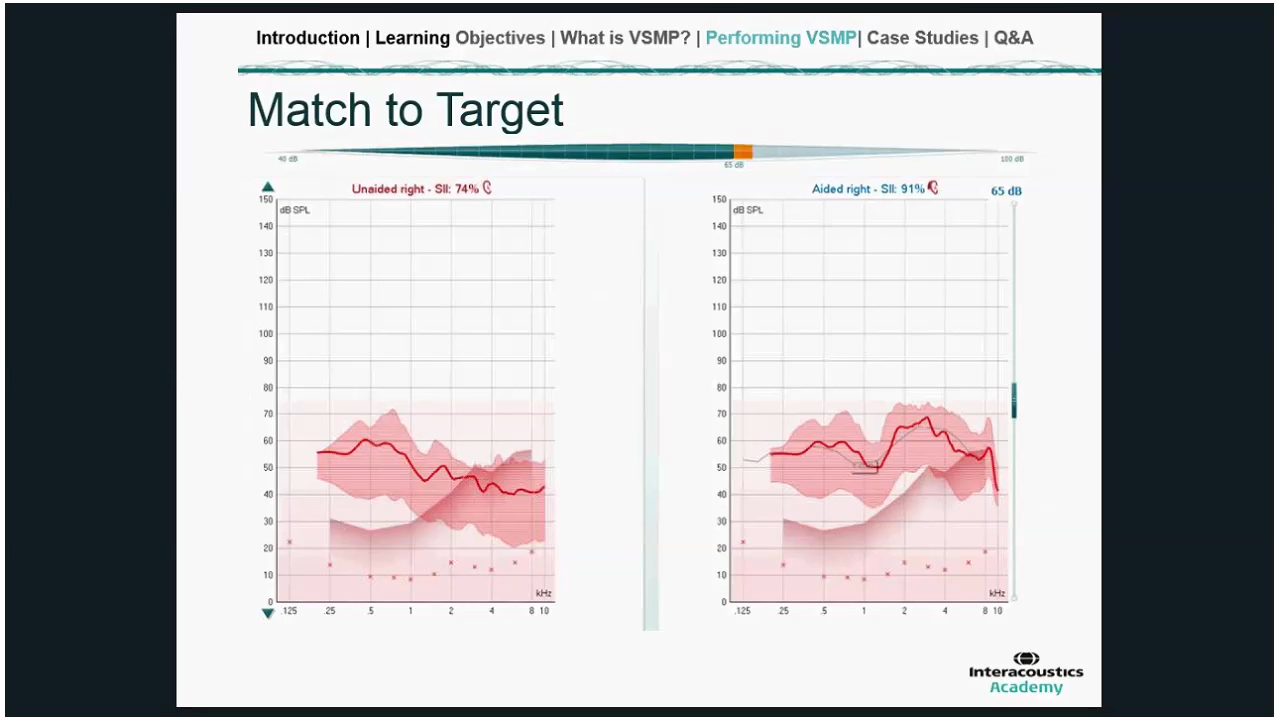 Introduction | Learning Objectives | What is VSMP? | Performing VSMP| Case Studies | Q&A
Match to Target
40 dB
65 dB
100 dB
Unaided right - SII: 74%
150
dB SPL
140
130
120
110
100
90
80
70
60
50
40
30
20
10
0
kHz
.125 .25 .5 1 2 4 8 10
Aided right - SII: 91%
65 dB
150
dB SPL
140
130
120
110
100
90
80
70
60
50
40
30
20
10
0
kHz
.125 .25 .5 1 2 4 8 10
Interacoustics
Academy